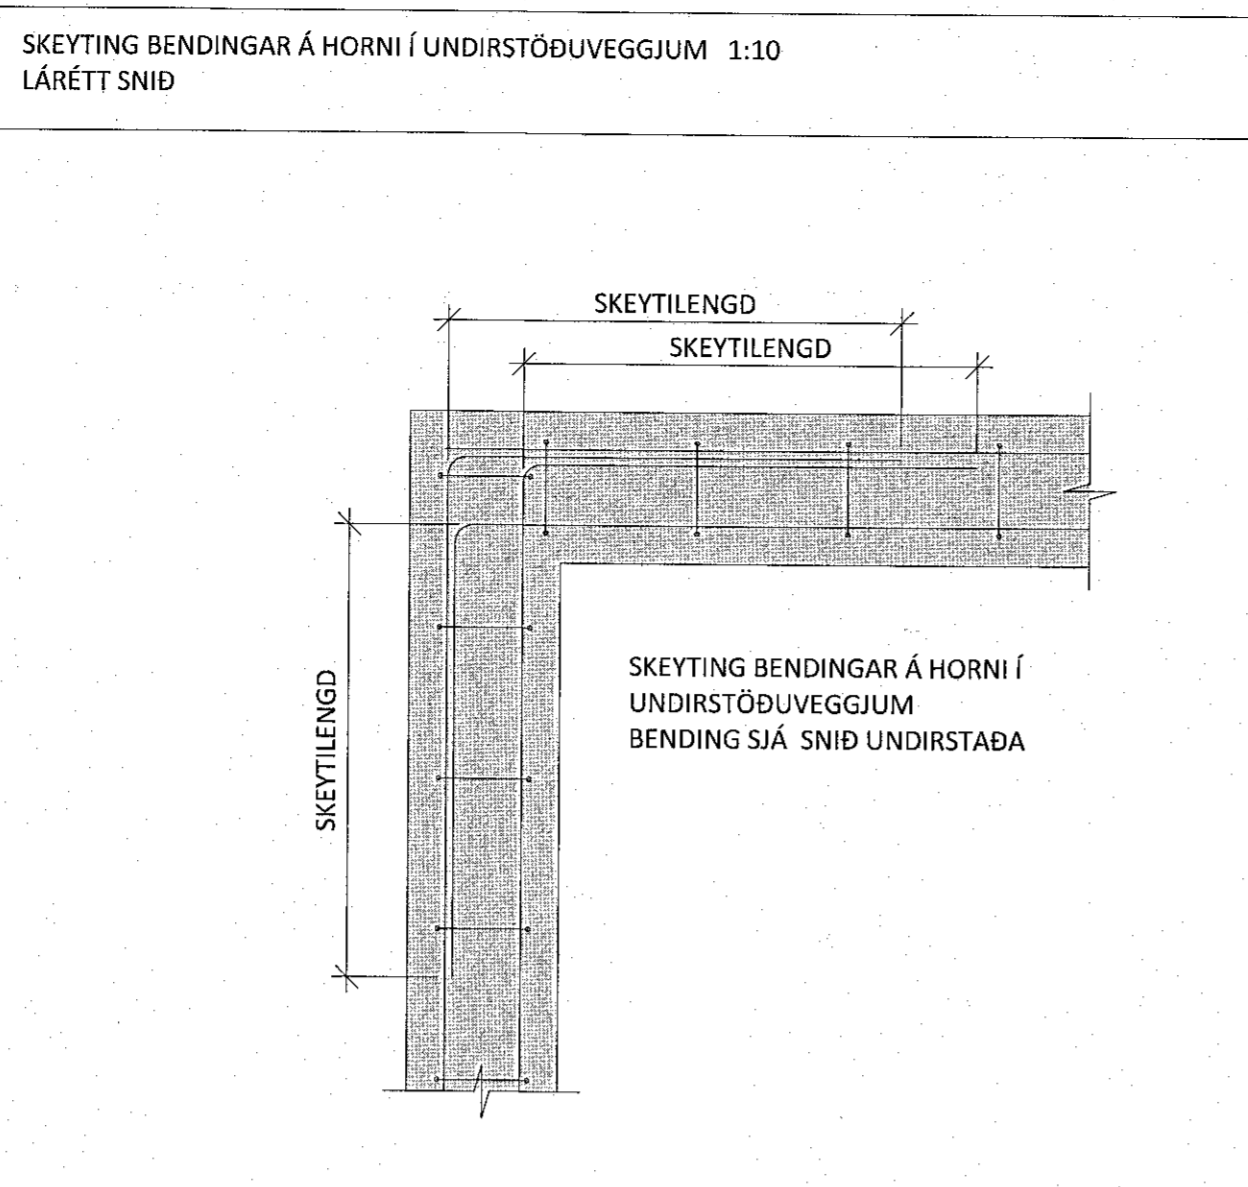 SKEYTING BENDINGAR Á HORNI Í UNDIRSTÖÐUVEGGJUM 1:10
LÁRÉTT SNIÐ
SKEYTILENGD
SKEYTILENGD
SKEYTILENGD
SKEYTING BENDINGAR Á HORNI Í
UNDIRSTÖÐUVEGGJUM
BENDING SJÁ SNIÐ UNDIRSTAÐA